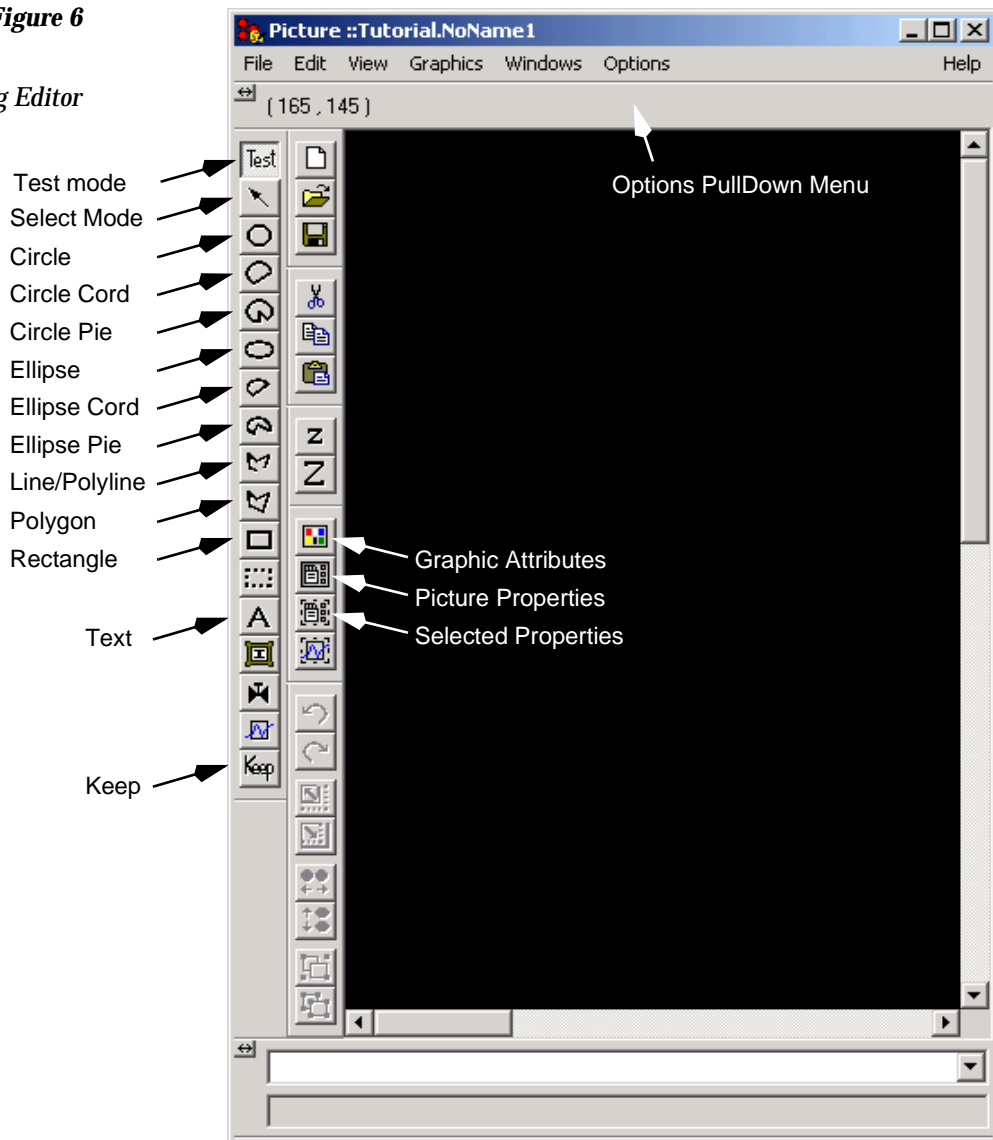 Figure 6
g Editor
Picture ::Tutorial.NoName1
File Edit View Graphics Windows Options Help
( 165 , 145 )
Options PullDown Menu
Test mode
Select Mode
Circle
Circle Cord
Circle Pie
Ellipse
Ellipse Cord
Ellipse Pie
Line/Polyline
Polygon
Rectangle
Text
Keep
Test
A
Keep
z
Z
Graphic Attributes
Picture Properties
Selected Properties